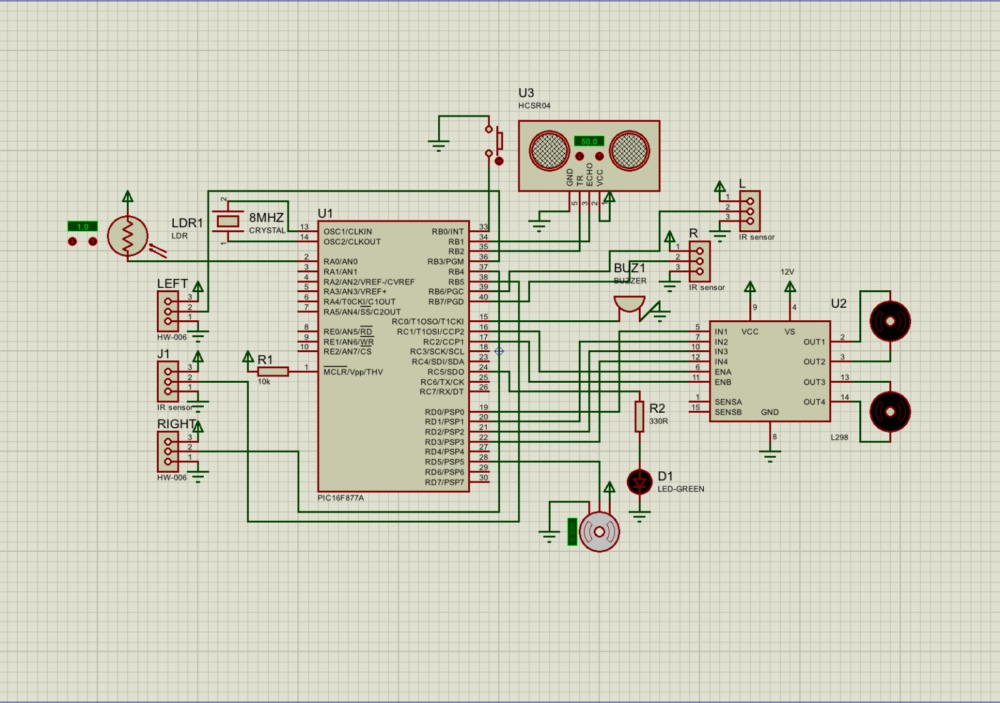 U3
HCSR04
50.0
GND
TR
ECHO
VCC
5
3
2
1
L
1
2
3
IR sensor
R
1
2
3
IR sensor
1.0
LDR1
LDR
2
1
8MHZ
CRYSTAL
U1
13 OSC1/CLKIN
14 OSC2/CLKOUT
2 RA0/AN0
3 RA1/AN1
4 RA2/AN2/VREF-/CVREF
5 RA3/AN3/VREF+
6 RA4/T0CKI/C1OUT
7 RA5/AN4/SS/C2OUT
8 RE0/AN5/RD
9 RE1/AN6/WR
10 RE2/AN7/CS
1 MCLR/Vpp/THV
RB0/INT 33
RB1 34
RB2 35
RB3/PGM 36
RB4 37
RB5 38
RB6/PGC 39
RB7/PGD 40
RC0/T1OSO/T1CKI 15
RC1/T1OSI/CCP2 16
RC2/CCP1 17
RC3/SCK/SCL 18
RC4/SDI/SDA 23
RC5/SDO 24
RC6/TX/CK 25
RC7/RX/DT 26
RD0/PSP0 19
RD1/PSP1 20
RD2/PSP2 21
RD3/PSP3 22
RD4/PSP4 27
RD5/PSP5 28
RD6/PSP6 29
RD7/PSP7 30
PIC16F877A
LEFT
3
2
1
HW-006
J1
3
2
1
IR sensor
RIGHT
3
2
1
HW-006
R1
10k
BUZ1
BUZZER
12V
9
4
U2
5 IN1
7 IN2
10 IN3
12 IN4
6 ENA
11 ENB
1 SENSA
15 SENSB
VCC
VS
GND
8
OUT1 2
OUT2 3
OUT3 13
OUT4 14
L298
R2
330R
D1
LED-GREEN